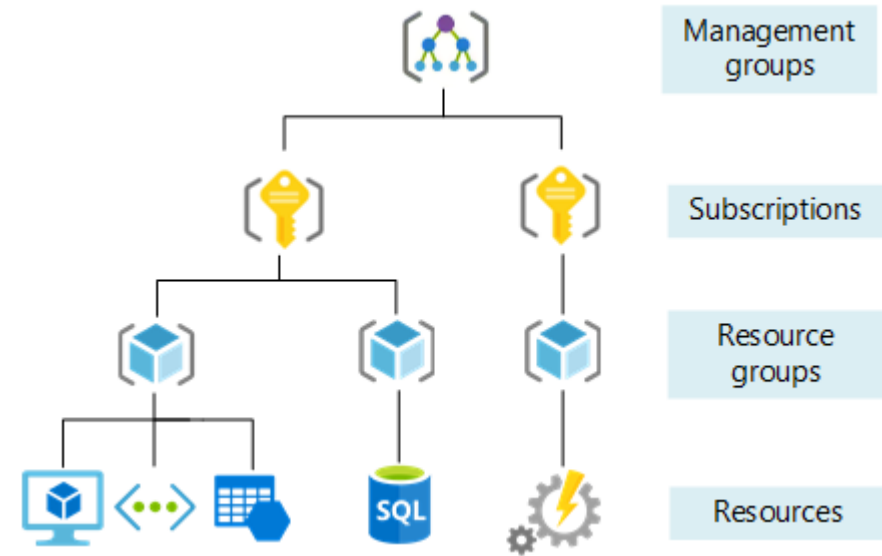 Management
groups
Subscriptions
Resource
groups
SQL
Resources